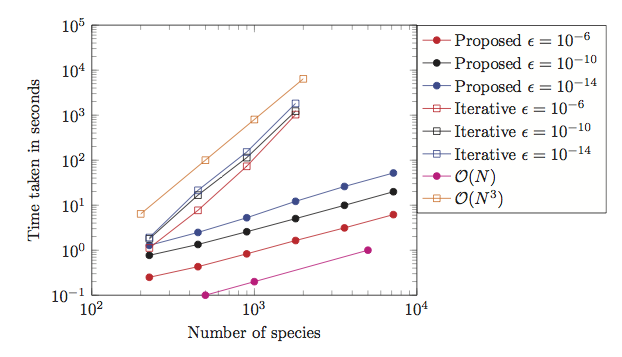 10^5
10^4
10^3
10^2
10^1
10^0
10^−1
10^2
10^3
10^4
Time taken in seconds
Number of species
Proposed ϵ = 10^−6
Proposed ϵ = 10^−10
Proposed ϵ = 10^−14
Iterative ϵ = 10^−6
Iterative ϵ = 10^−10
Iterative ϵ = 10^−14
𝒪(N)
𝒪(N^3)